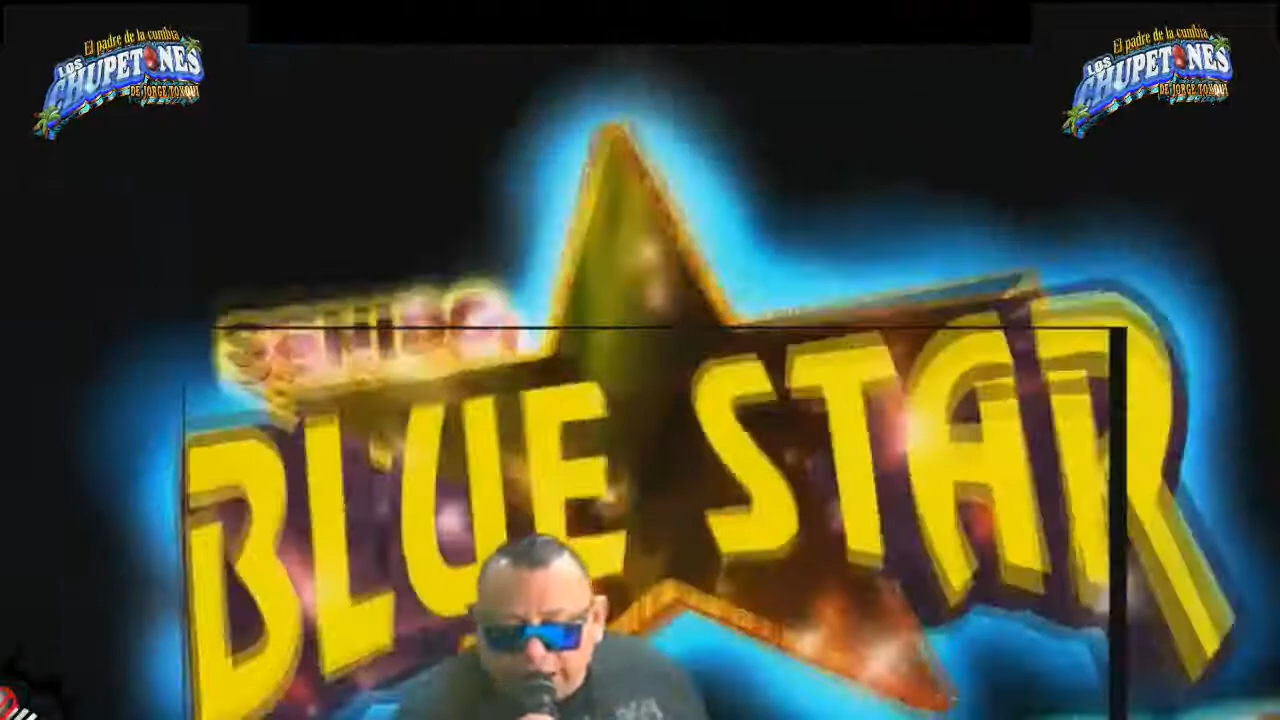 El padre de la cumbia
LOS
CHUPETONES
DE JORGE TOXQUI
El padre de la cumbia
LOS
CHUPETONES
DE JORGE TOXQUI
BLUE STAR